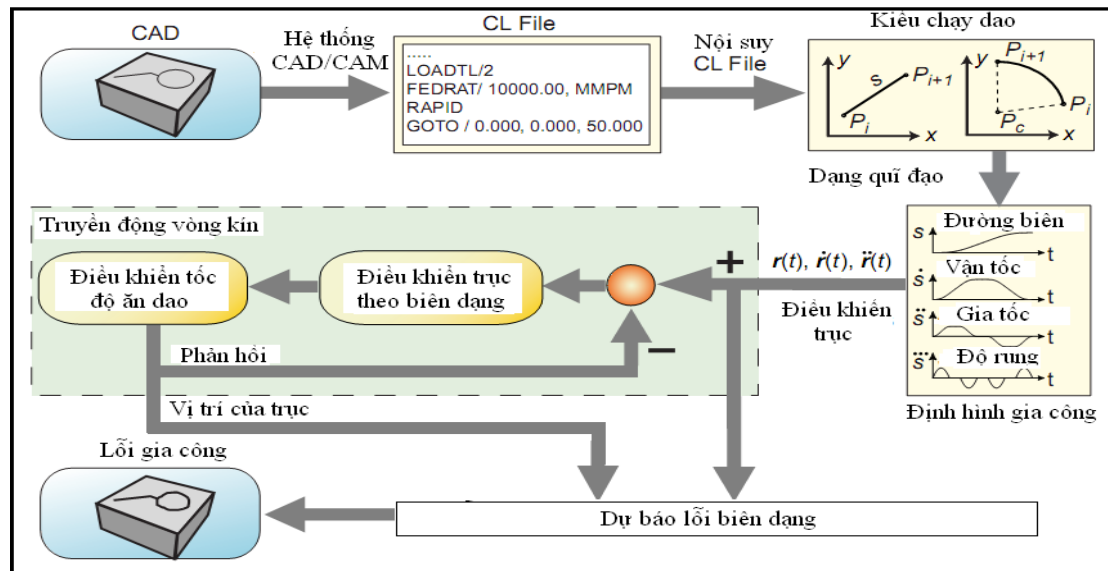 CAD
Hệ thống
CAD/CAM
CL File
.....
LOADTL/2
FEDRAT/ 10000.00, MMPM
RAPID
GOTO / 0.000, 0.000, 50.000
Nội suy
CL File
Kiểu chạy dao
y
s
P_{i+1}
P_i
x
y
P_{i+1}
P_i
P_c
x
Dạng quĩ đạo
Đường biên
s
t
Vận tốc
ṡ
t
Gia tốc
s̈
t
Độ rung
s⃛
t
Định hình gia công
r(t), ṙ(t), r̈(t)
Điều khiển
trục
Truyền động vòng kín
+
Điều khiển trục
theo biên dạng
Điều khiển tốc
độ ăn dao
Phản hồi
−
Vị trí của trục
Lỗi gia công
Dự báo lỗi biên dạng